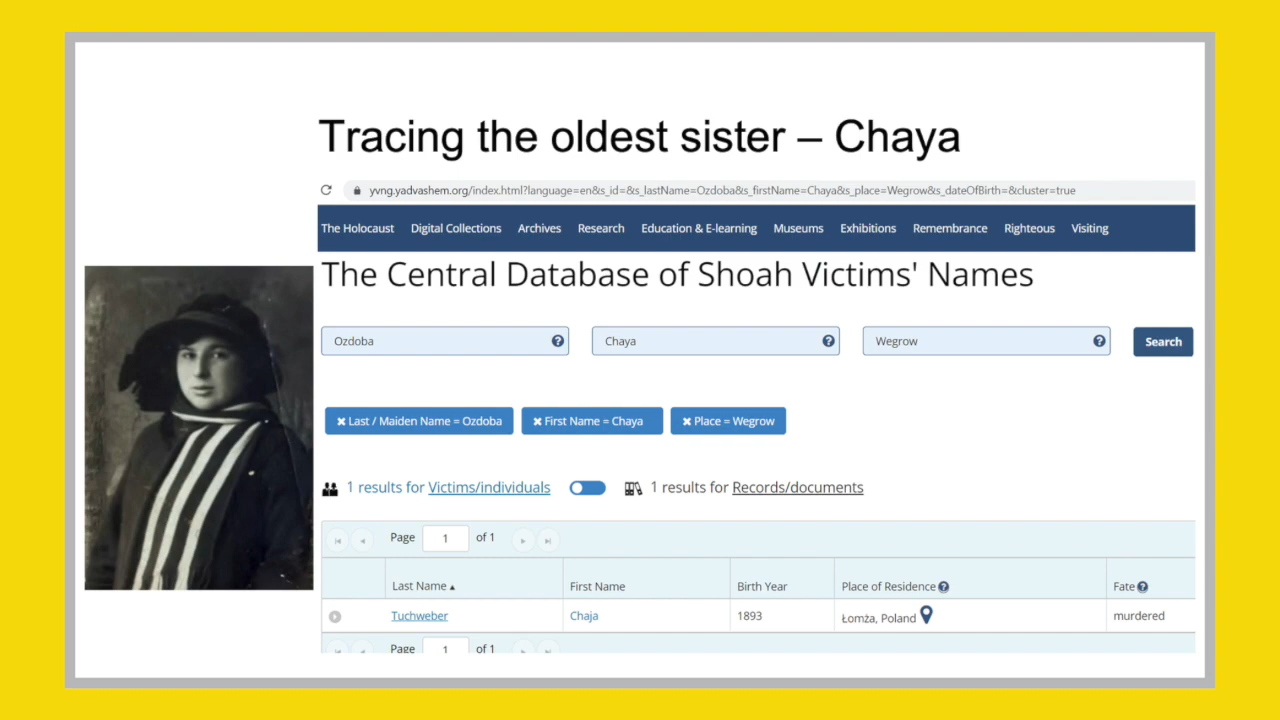 Tracing the oldest sister – Chaya
yvng.yadvashem.org/index.html?language=en&s_id=&s_lastName=Ozdoba&s_firstName=Chaya&s_place=Wegrow&s_dateOfBirth=&cluster=true
The Holocaust Digital Collections Archives Research Education & E-learning Museums Exhibitions Remembrance Righteous Visiting
The Central Database of Shoah Victims' Names
Ozdoba ? Chaya ? Wegrow ? Search
✖ Last / Maiden Name = Ozdoba ✖ First Name = Chaya ✖ Place = Wegrow
1 results for Victims/individuals 1 results for Records/documents
Page 1 of 1
Last Name ▲ First Name Birth Year Place of Residence ? Fate ?
Tuchweber Chaja 1893 Łomża, Poland murdered
Page 1 of 1